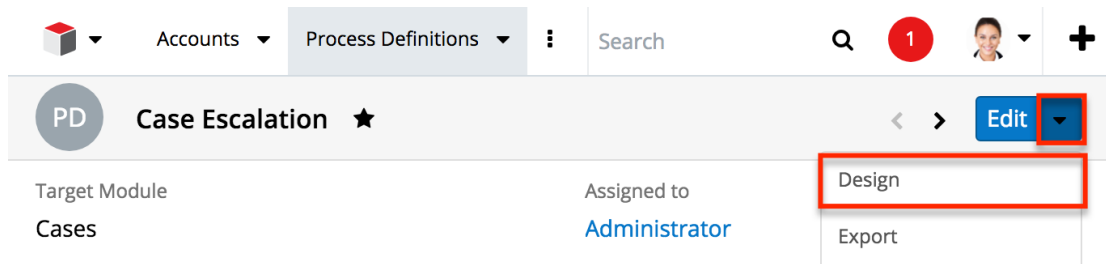 Accounts Process Definitions Search 1
PD Case Escalation Edit
Target Module Assigned to Design
Cases Administrator Export